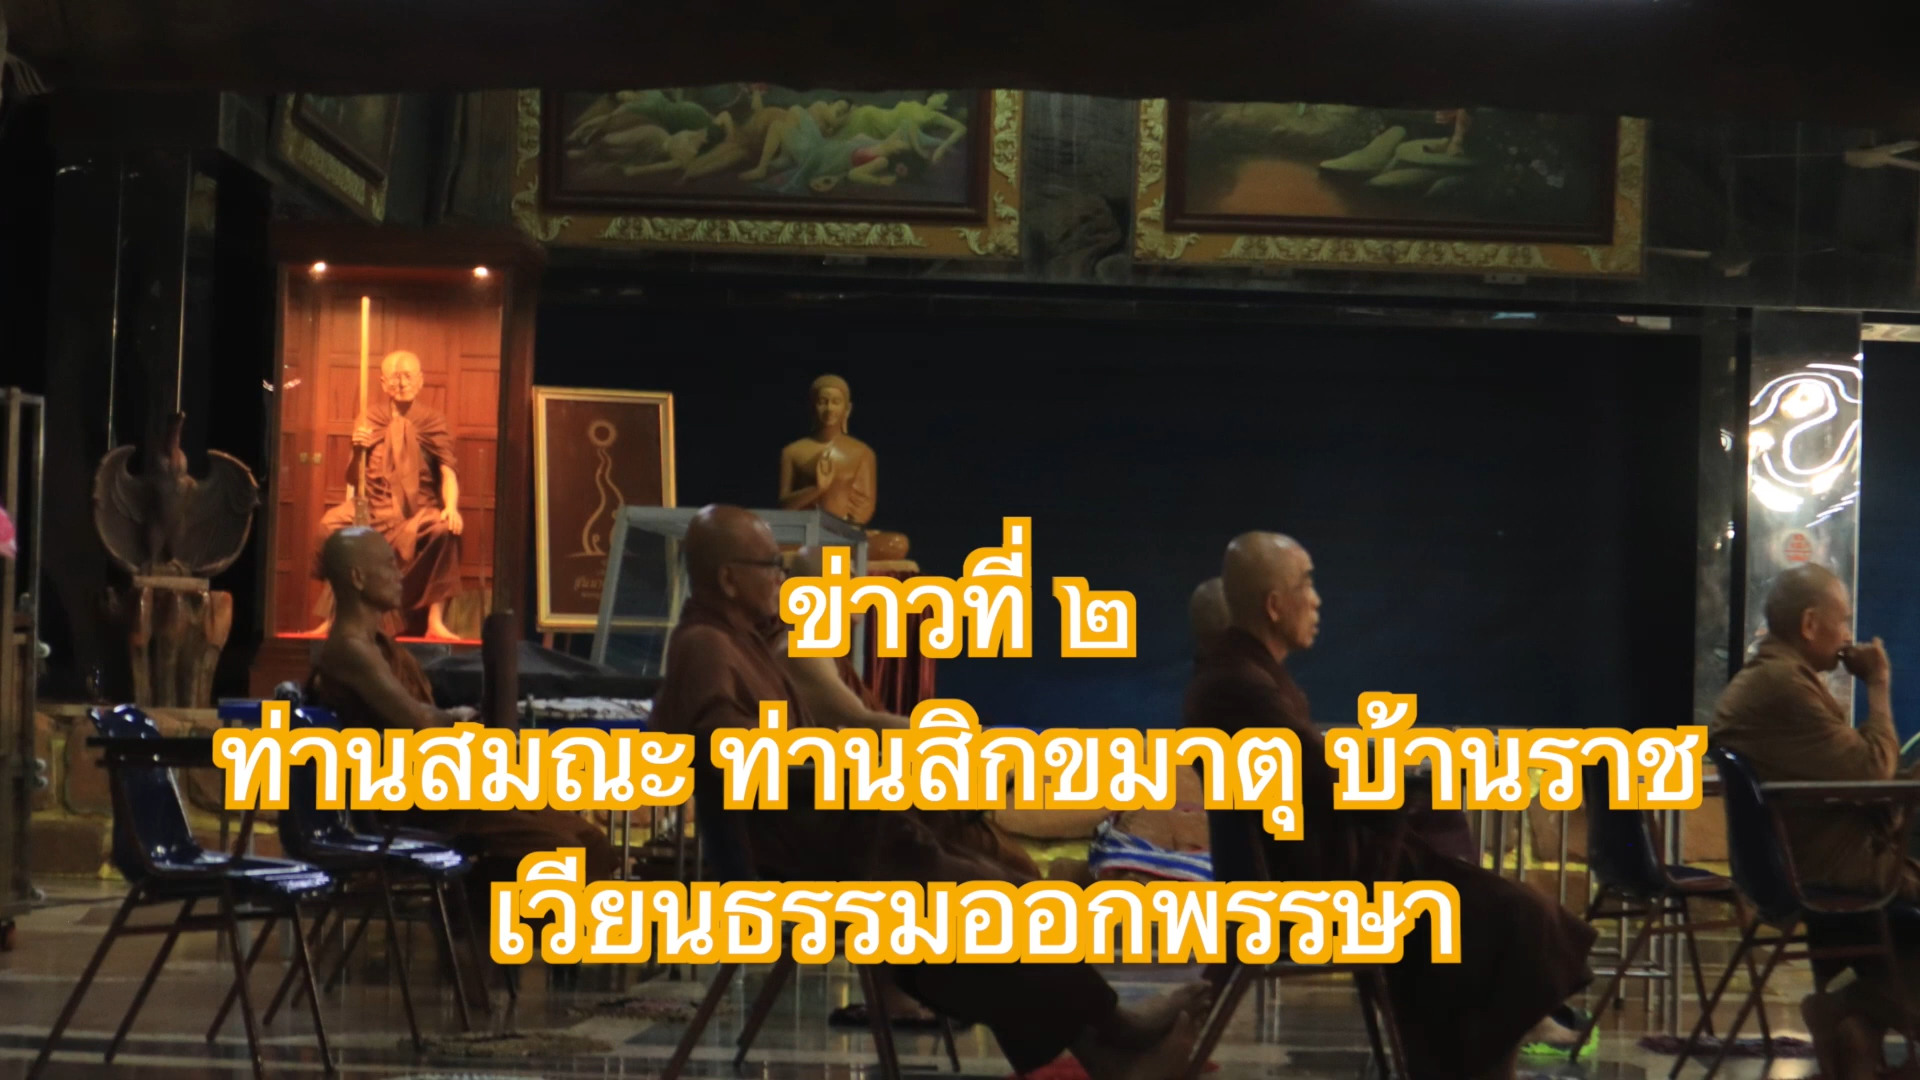 ข่าวที่ ๒
ท่านสมณะ ท่านสิกขมาตุ บ้านราช
เวียนธรรมออกพรรษา